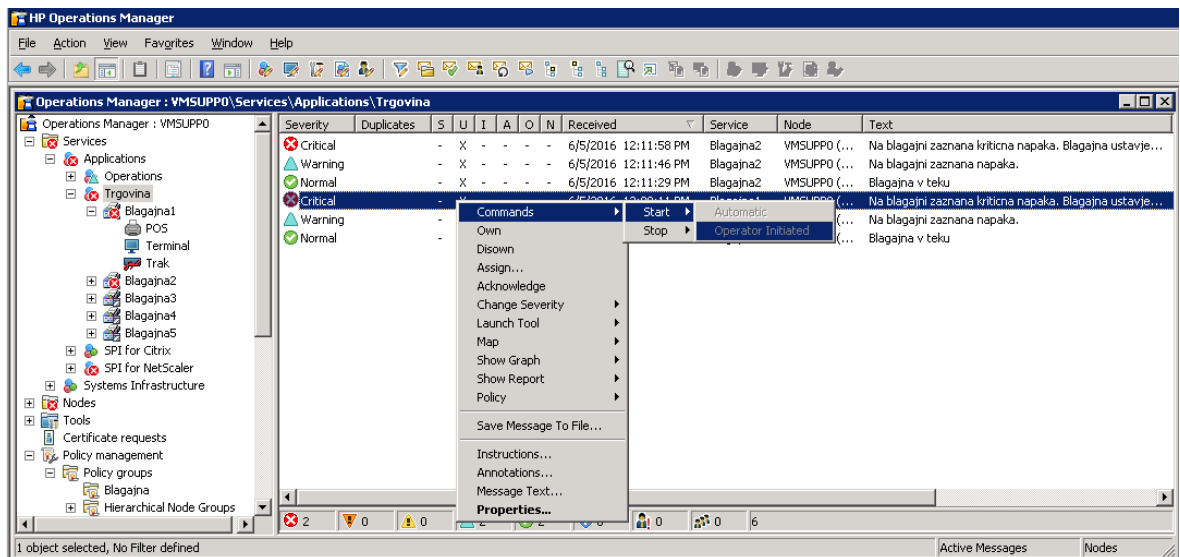 HP Operations Manager
File Action View Favorites Window Help
Operations Manager : VMSUPP0\Services\Applications\Trgovina
Operations Manager : VMSUPP0
Services
Applications
Operations
Trgovina
Blagajna1
POS
Terminal
Trak
Blagajna2
Blagajna3
Blagajna4
Blagajna5
SPI for Citrix
SPI for NetScaler
Systems Infrastructure
Nodes
Tools
Certificate requests
Policy management
Policy groups
Blagajna
Hierarchical Node Groups
Severity Duplicates S U I A O N Received Service Node Text
Critical - X - - - - 6/5/2016 12:11:58 PM Blagajna2 VMSUPP0 (... Na blagajni zaznana kriticna napaka. Blagajna ustavje...
Warning - X - - - - 6/5/2016 12:11:46 PM Blagajna2 VMSUPP0 (... Na blagajni zaznana napaka.
Normal - X - - - - 6/5/2016 12:11:29 PM Blagajna2 VMSUPP0 (... Blagajna v teku
Critical - Na blagajni zaznana kriticna napaka. Blagajna ustavje...
Warning - (... Na blagajni zaznana napaka.
Normal - (... Blagajna v teku
Commands
Own
Disown
Assign...
Acknowledge
Change Severity
Launch Tool
Map
Show Graph
Show Report
Policy
Save Message To File...
Instructions...
Annotations...
Message Text...
Properties...
Start
Stop
Automatic
Operator Initiated
2 0 0 0 0 6
1 object selected, No Filter defined Active Messages Nodes